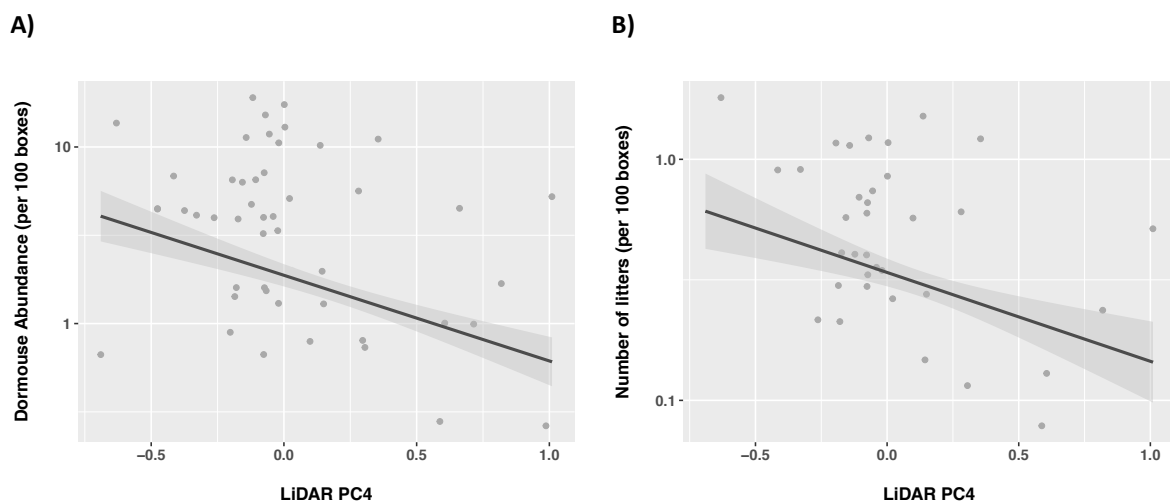 A)
B)
Dormouse Abundance (per 100 boxes)
10
1
−0.5
0.0
0.5
1.0
LiDAR PC4
Number of litters (per 100 boxes)
1.0
0.1
−0.5
0.0
0.5
1.0
LiDAR PC4